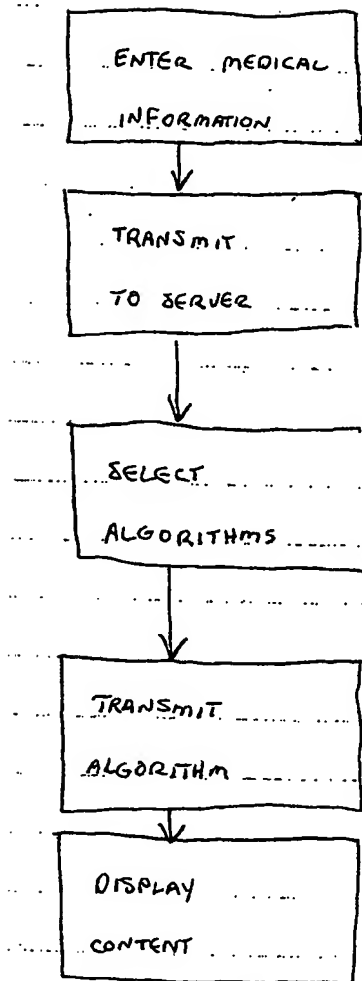 ENTER MEDICAL
INFORMATION
TRANSMIT
TO SERVER
SELECT
ALGORITHMS
TRANSMIT
ALGORITHM
DISPLAY
CONTENT